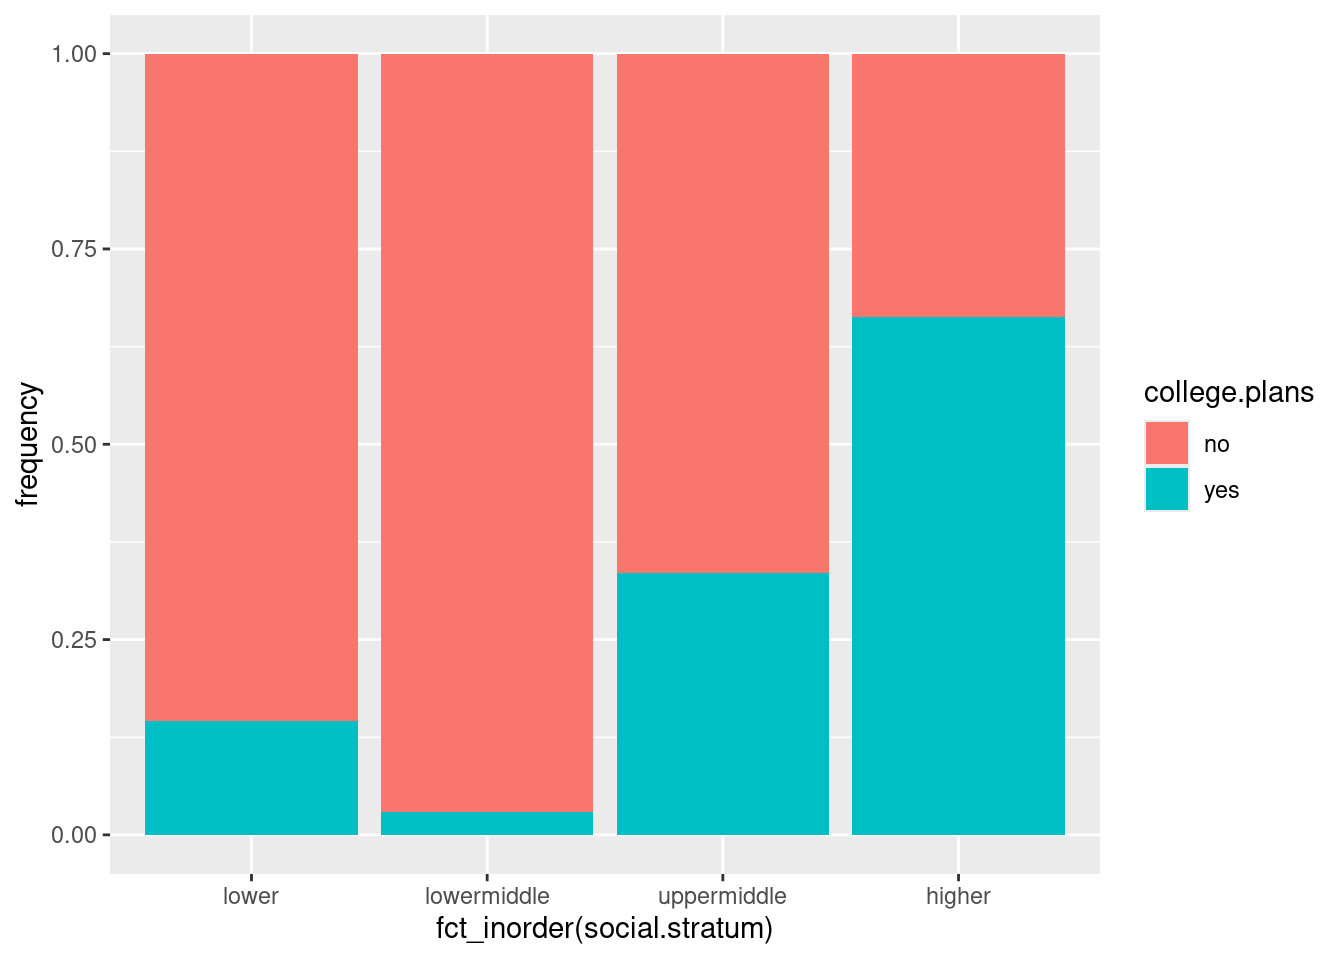 1.00
0.75
0.50
0.25
0.00
frequency
lower
lowermiddle
uppermiddle
higher
fct_inorder(social.stratum)
college.plans
no
yes